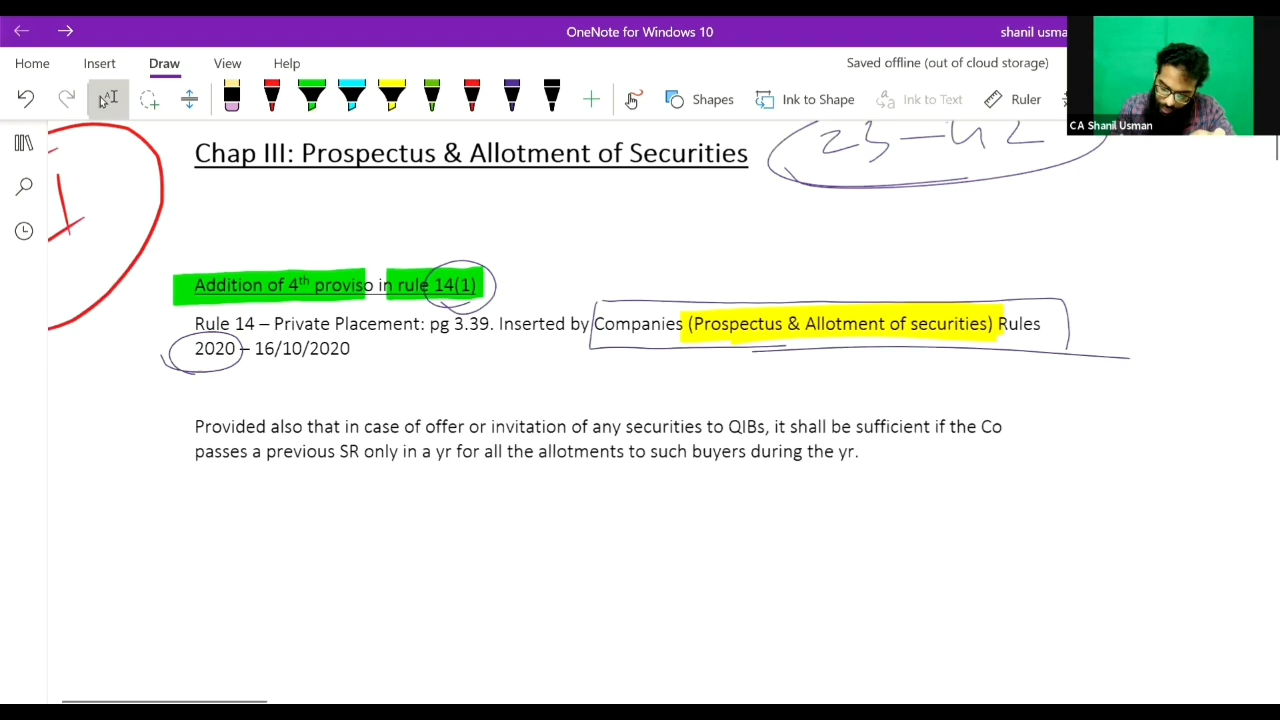 OneNote for Windows 10
shanil usma
Home Insert Draw View Help
Saved offline (out of cloud storage)
Shapes Ink to Shape Ink to Text Ruler
CA Shanil Usman
23-42
Chap III: Prospectus & Allotment of Securities
1
Addition of 4th proviso in rule 14(1)
Rule 14 – Private Placement: pg 3.39. Inserted by Companies (Prospectus & Allotment of securities) Rules
2020 – 16/10/2020
Provided also that in case of offer or invitation of any securities to QIBs, it shall be sufficient if the Co
passes a previous SR only in a yr for all the allotments to such buyers during the yr.